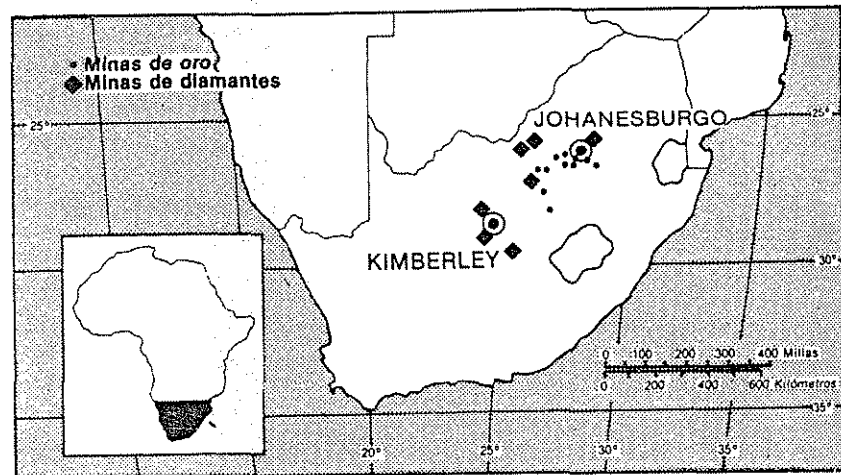 • Minas de oro
◆ Minas de diamantes
25°
25°
JOHANESBURGO
KIMBERLEY
30°
0 100 200 300 400 Millas
0 200 400 600 Kilómetros
35°
20°
25°
30°
35°